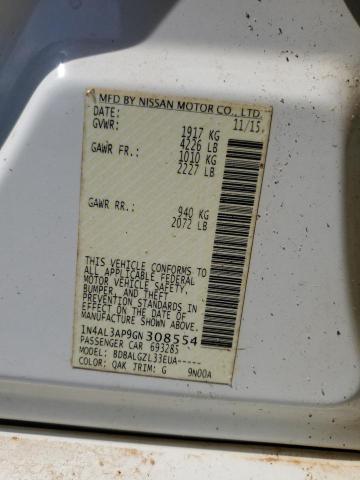 MFD BY NISSAN MOTOR CO., LTD.
DATE: 11/15
GVWR: 1917 KG
4226 LB
GAWR FR.: 1010 KG
2227 LB
GAWR RR.: 940 KG
2072 LB
THIS VEHICLE CONFORMS TO
ALL APPLICABLE U.S. FEDERAL
MOTOR VEHICLE SAFETY,
BUMPER, AND THEFT
PREVENTION STANDARDS IN
EFFECT ON THE DATE OF
MANUFACTURE SHOWN ABOVE.
1N4AL3AP9GN308554
PASSENGER CAR 693285
MODEL: BDBALGZL33EUA-----
COLOR: QAK TRIM: G 9N00A